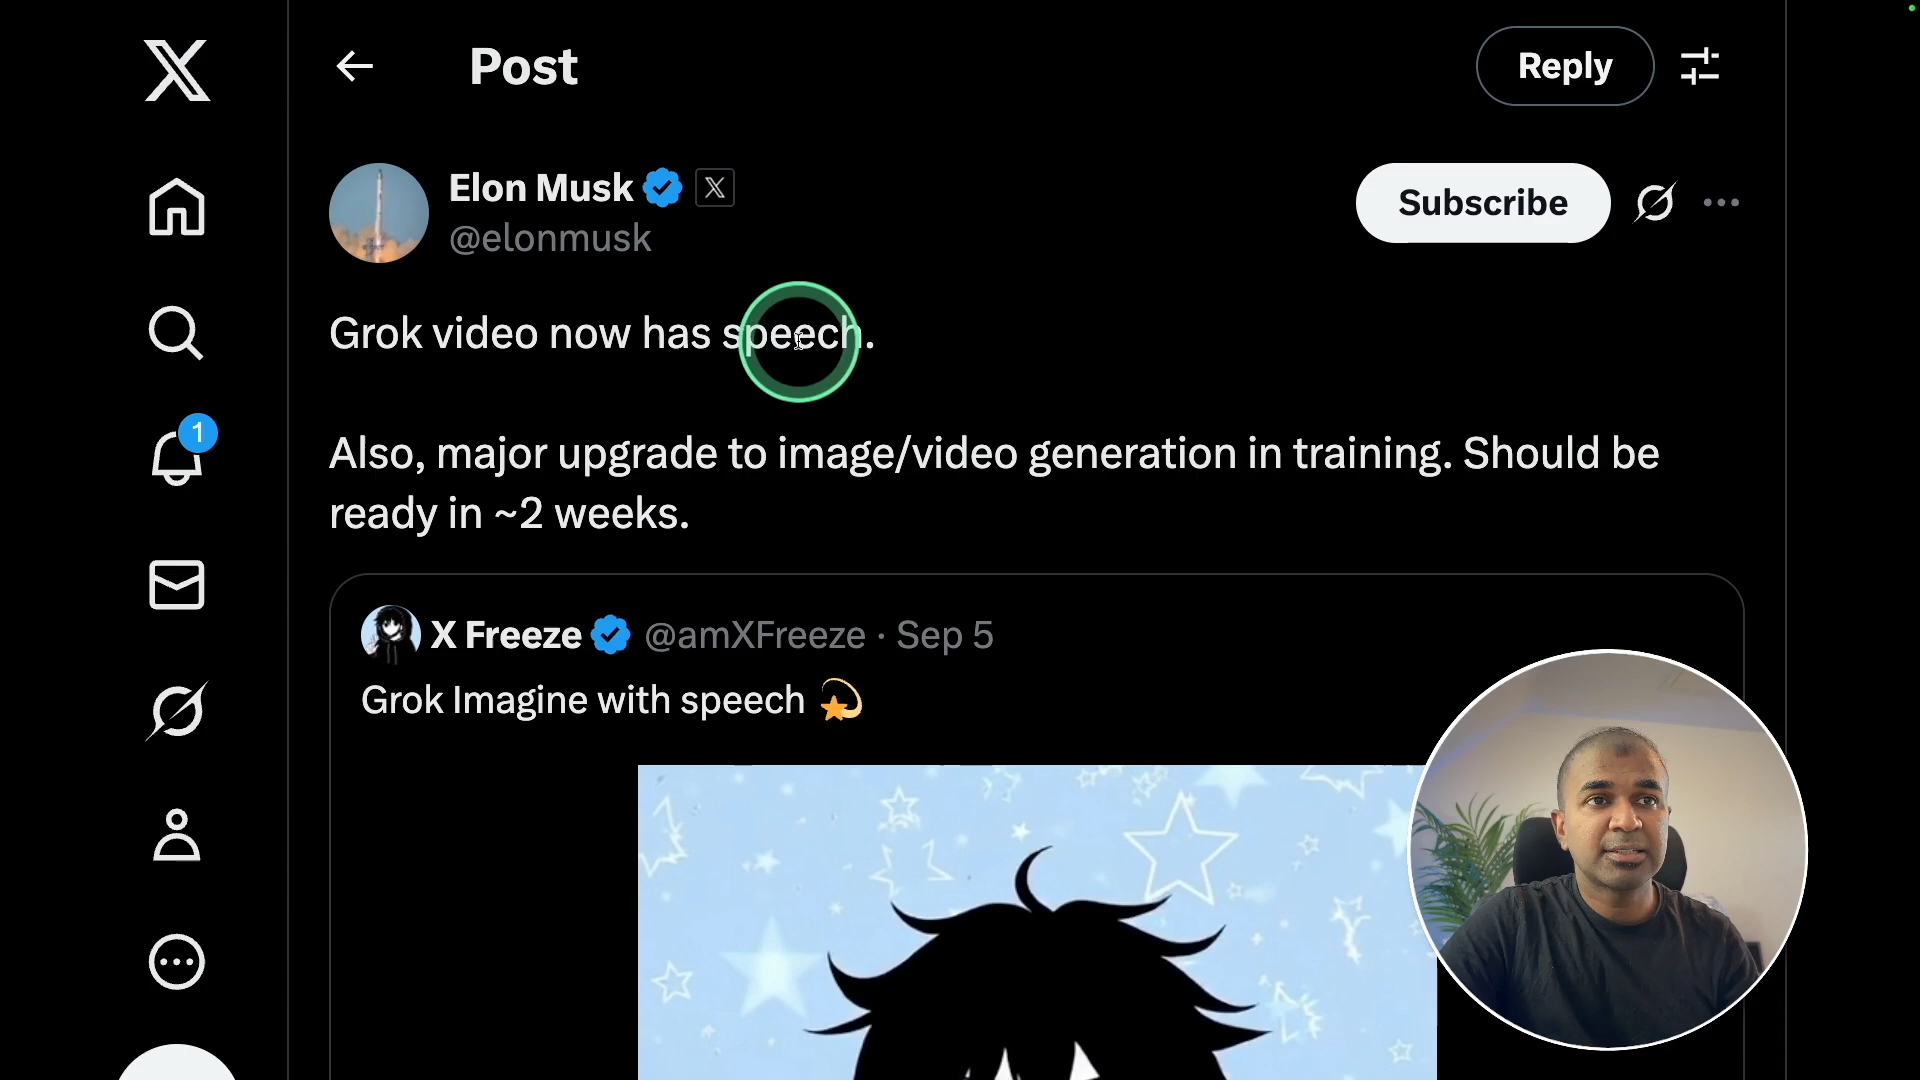 Post
Reply
Elon Musk
@elonmusk
Subscribe
Grok video now has speech.
Also, major upgrade to image/video generation in training. Should be
ready in ~2 weeks.
1
X Freeze @amXFreeze · Sep 5
Grok Imagine with speech 💫